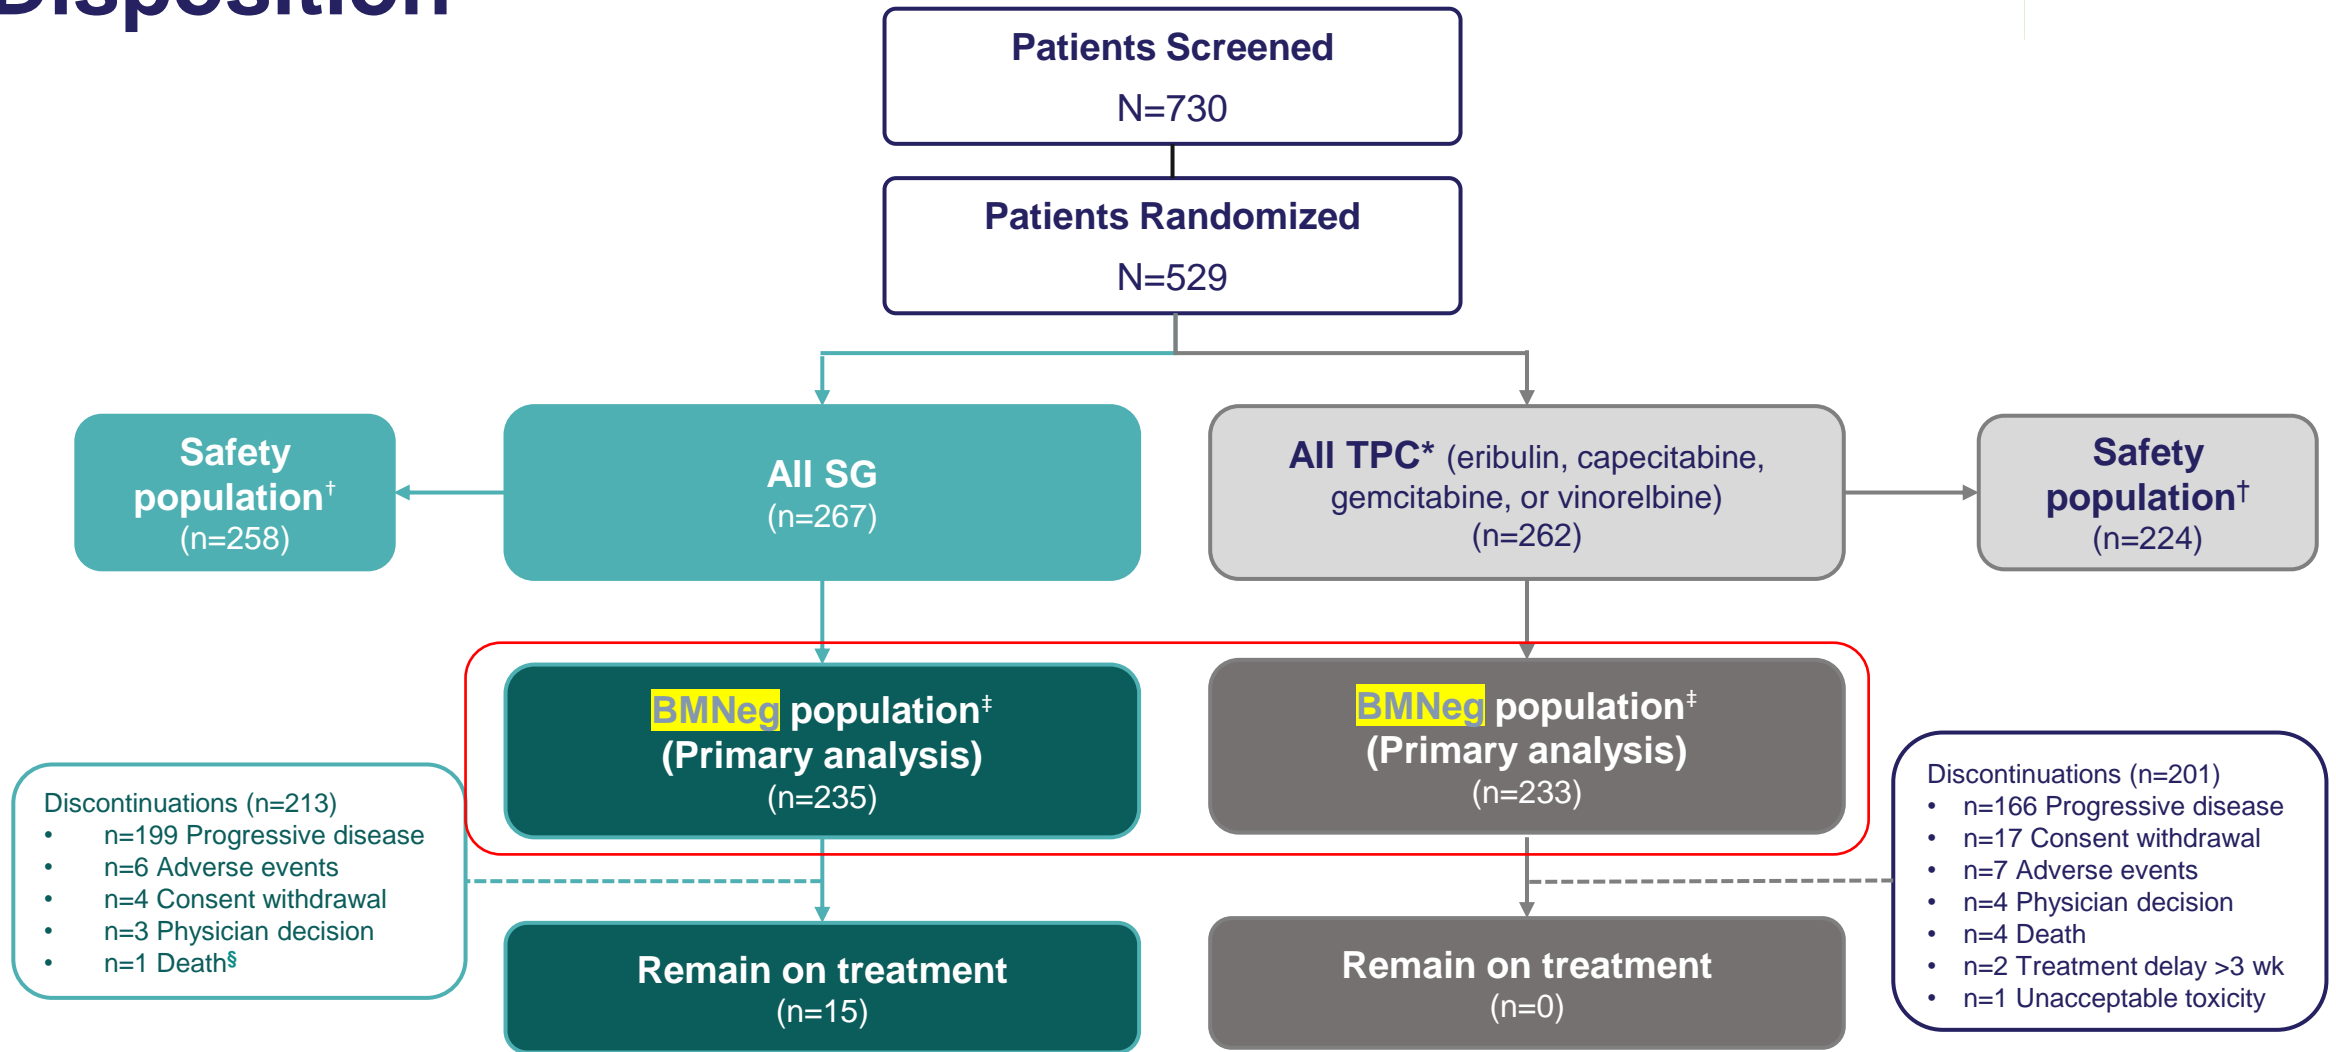 Disposition
Patients Screened
N=730
Patients Randomized
N=529
Safety
population†
(n=258)
All SG
(n=267)
All TPC* (eribulin, capecitabine,
gemcitabine, or vinorelbine)
(n=262)
Safety
population†
(n=224)
BMNeg population‡
(Primary analysis)
(n=235)
BMNeg population‡
(Primary analysis)
(n=233)
Discontinuations (n=213)
• n=199 Progressive disease
• n=6 Adverse events
• n=4 Consent withdrawal
• n=3 Physician decision
• n=1 Death§
Discontinuations (n=201)
• n=166 Progressive disease
• n=17 Consent withdrawal
• n=7 Adverse events
• n=4 Physician decision
• n=4 Death
• n=2 Treatment delay >3 wk
• n=1 Unacceptable toxicity
Remain on treatment
(n=15)
Remain on treatment
(n=0)